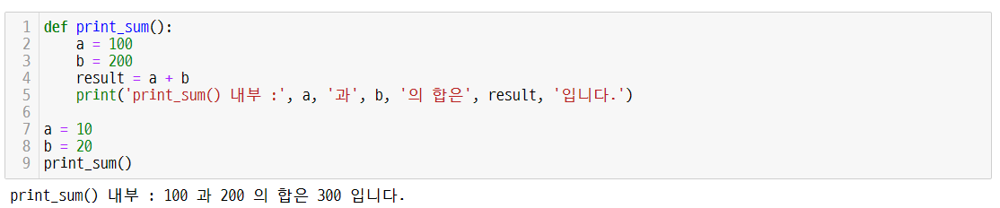 1 def print_sum():
2     a = 100
3     b = 200
4     result = a + b
5     print('print_sum() 내부 :', a, '과', b, '의 합은', result, '입니다.')
6
7 a = 10
8 b = 20
9 print_sum()
print_sum() 내부 : 100 과 200 의 합은 300 입니다.